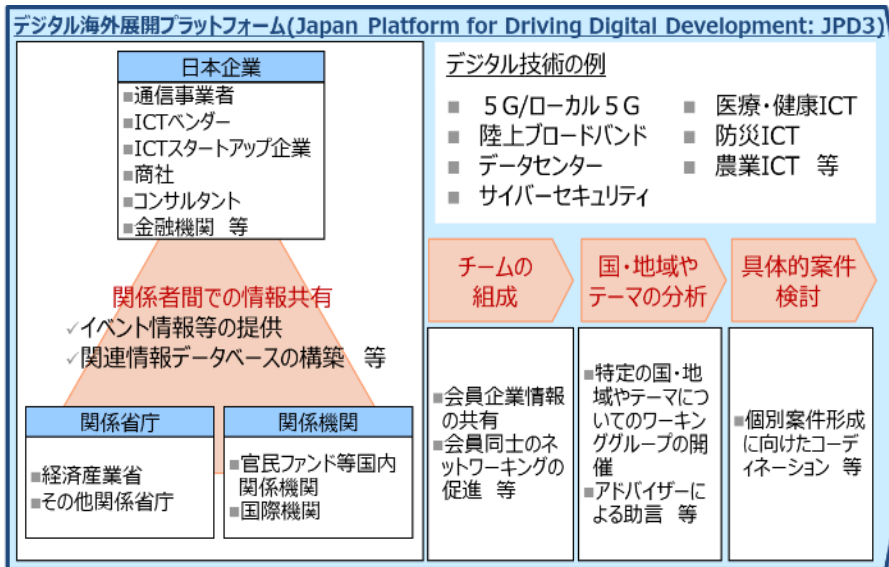 デジタル海外展開プラットフォーム(Japan Platform for Driving Digital Development: JPD3)
日本企業
■通信事業者
■ICTベンダー
■ICTスタートアップ企業
■商社
■コンサルタント
■金融機関　等
関係者間での情報共有
✓イベント情報等の提供
✓関連情報データベースの構築　等
関係省庁
■経済産業省
■その他関係省庁
関係機関
■官民ファンド等国内
関係機関
■国際機関
デジタル技術の例
■ ５G/ローカル５G
■ 陸上ブロードバンド
■ データセンター
■ サイバーセキュリティ
■ 医療・健康ICT
■ 防災ICT
■ 農業ICT　等
チームの
組成
■会員企業情報
の共有
■会員同士のネ
ットワーキングの
促進　等
国・地域や
テーマの分析
■特定の国・地
域やテーマにつ
いてのワーキン
ググループの開
催
■アドバイザーに
よる助言　等
具体的案件
検討
■個別案件形成
に向けたコーデ
ィネーション　等